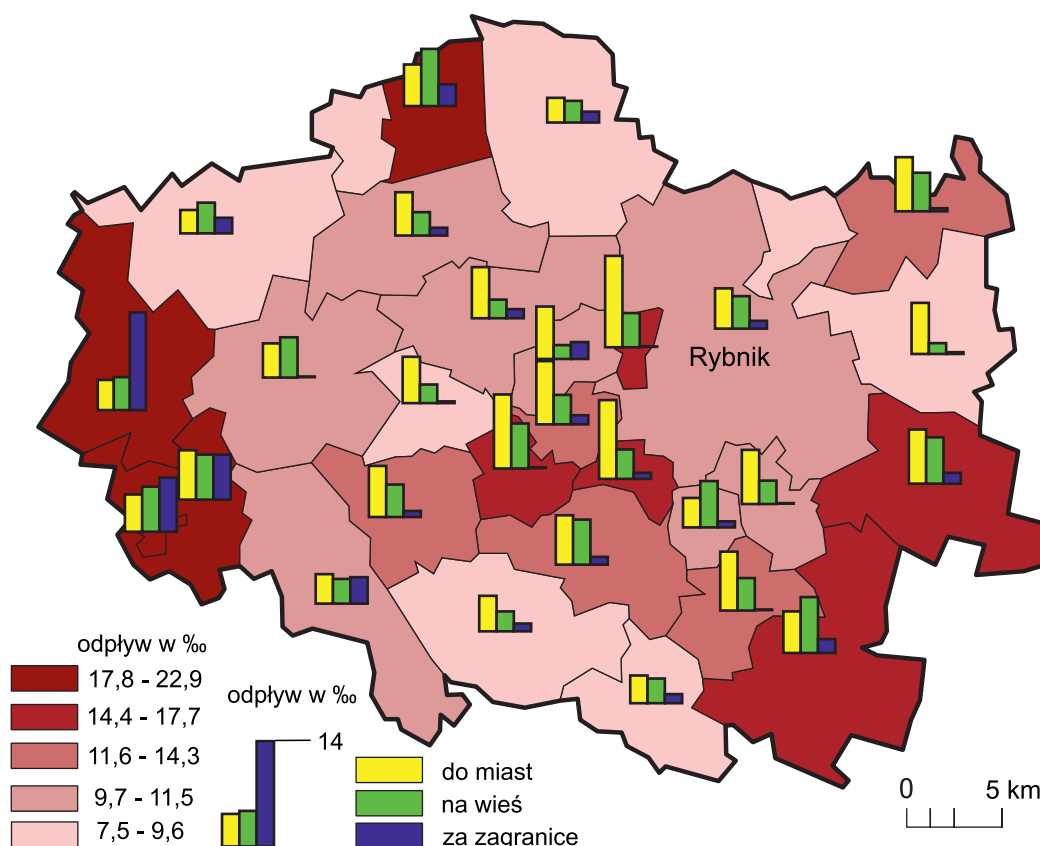 Rybnik
odpływ w ‰
17,8 - 22,9
14,4 - 17,7
11,6 - 14,3
9,7 - 11,5
7,5 - 9,6
odpływ w ‰
14
do miast
na wieś
za zagranice
0 5 km